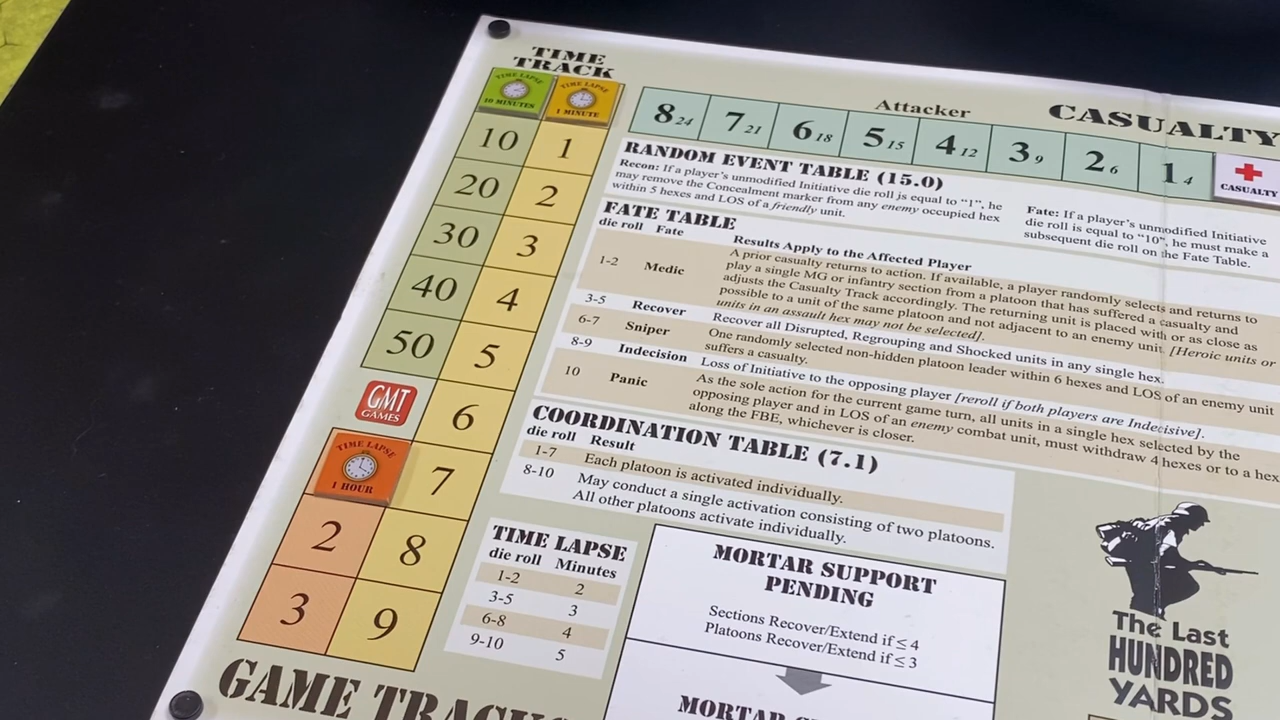 TIME
TRACK
TIME LAPSE
10 MINUTES
TIME LAPSE
1 MINUTE
10 1
20 2
30 3
40 4
50 5
GMT
GAMES
6
TIME LAPSE
1 HOUR
7
2 8
3 9
Attacker
CASUALTY
8 24 7 21 6 18 5 15 4 12 3 9 2 6 1 4
CASUALTY
RANDOM EVENT TABLE (15.0)
Recon: If a player's unmodified Initiative die roll is equal to “1”, he
may remove the Concealment marker from any enemy occupied hex
within 5 hexes and LOS of a friendly unit.
Fate: If a player's unmodified Initiative
die roll is equal to “10”, he must make a
subsequent die roll on the Fate Table.
FATE TABLE
die roll Fate Results Apply to the Affected Player
1-2 Medic A prior casualty returns to action. If available, a player randomly selects and returns to
play a single MG or infantry section from a platoon that has suffered a casualty and
adjusts the Casualty Track accordingly. The returning unit is placed with or as close as
possible to a unit of the same platoon and not adjacent to an enemy unit. [Heroic units or
units in an assault hex may not be selected].
3-5 Recover Recover all Disrupted, Regrouping and Shocked units in any single hex.
6-7 Sniper One randomly selected non-hidden platoon leader within 6 hexes and LOS of an enemy unit
suffers a casualty.
8-9 Indecision Loss of Initiative to the opposing player [reroll if both players are Indecisive].
10 Panic As the sole action for the current game turn, all units in a single hex selected by the
opposing player and in LOS of an enemy combat unit, must withdraw 4 hexes or to a hex
along the FBE, whichever is closer.
COORDINATION TABLE (7.1)
die roll Result
1-7 Each platoon is activated individually.
8-10 May conduct a single activation consisting of two platoons.
All other platoons activate individually.
TIME LAPSE
die roll Minutes
1-2 2
3-5 3
6-8 4
9-10 5
MORTAR SUPPORT
PENDING
Sections Recover/Extend if ≤ 4
Platoons Recover/Extend if ≤ 3
MORTAR
The Last
HUNDRED
YARDS
GAME